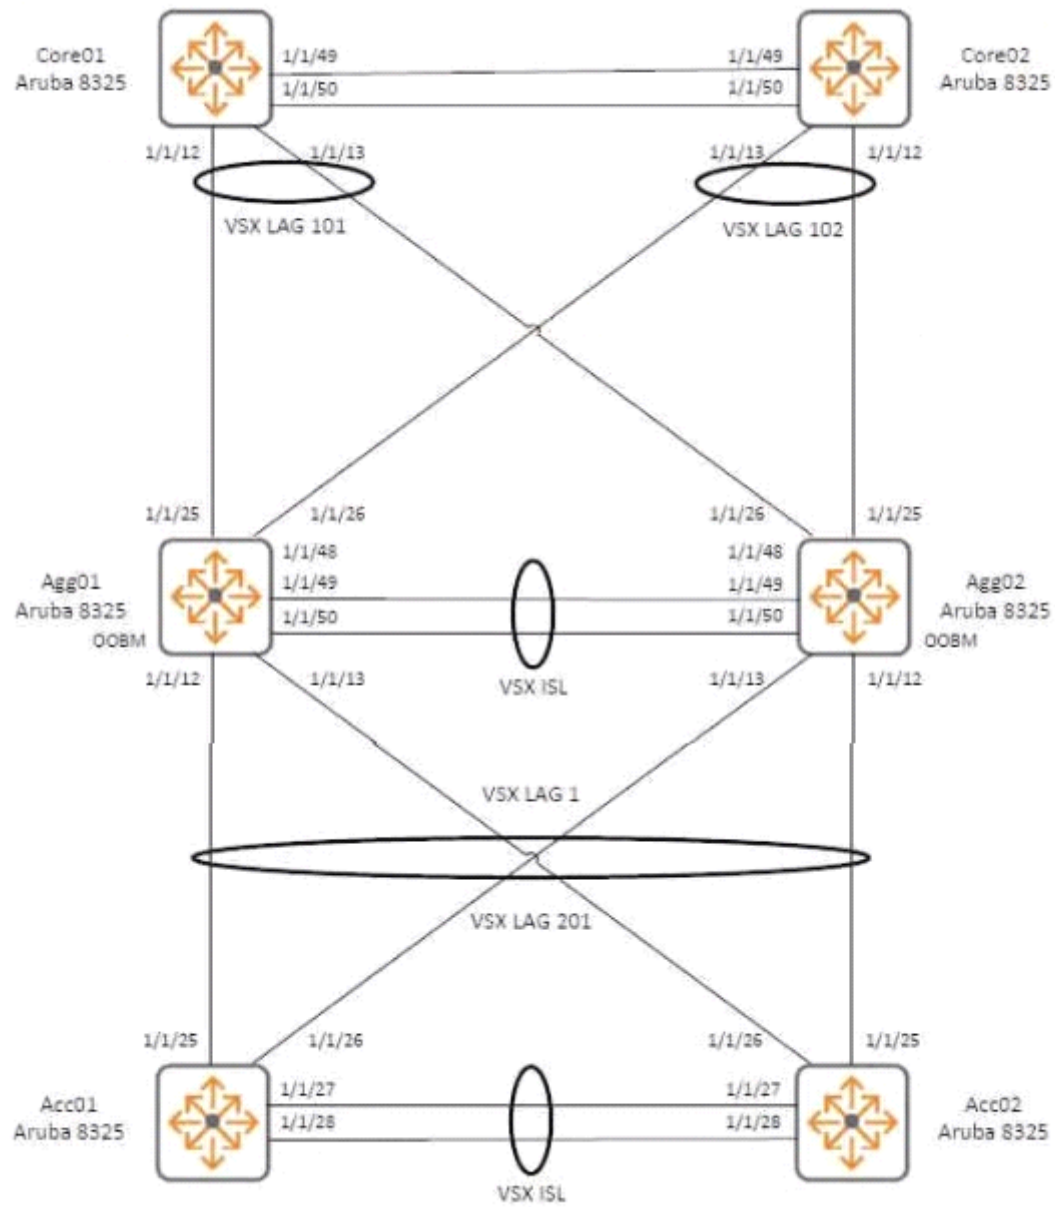 Core01
Aruba 8325
1/1/49
1/1/50
1/1/49
1/1/50
Core02
Aruba 8325
1/1/12
1/1/13
1/1/13
1/1/12
VSX LAG 101
VSX LAG 102
1/1/25
1/1/26
1/1/26
1/1/25
Agg01
Aruba 8325
OOBM
1/1/48
1/1/49
1/1/50
1/1/48
1/1/49
1/1/50
Agg02
Aruba 8325
OOBM
VSX ISL
1/1/12
1/1/13
1/1/13
1/1/12
VSX LAG 1
VSX LAG 201
1/1/25
1/1/26
1/1/26
1/1/25
Acc01
Aruba 8325
1/1/27
1/1/28
1/1/27
1/1/28
Acc02
Aruba 8325
VSX ISL